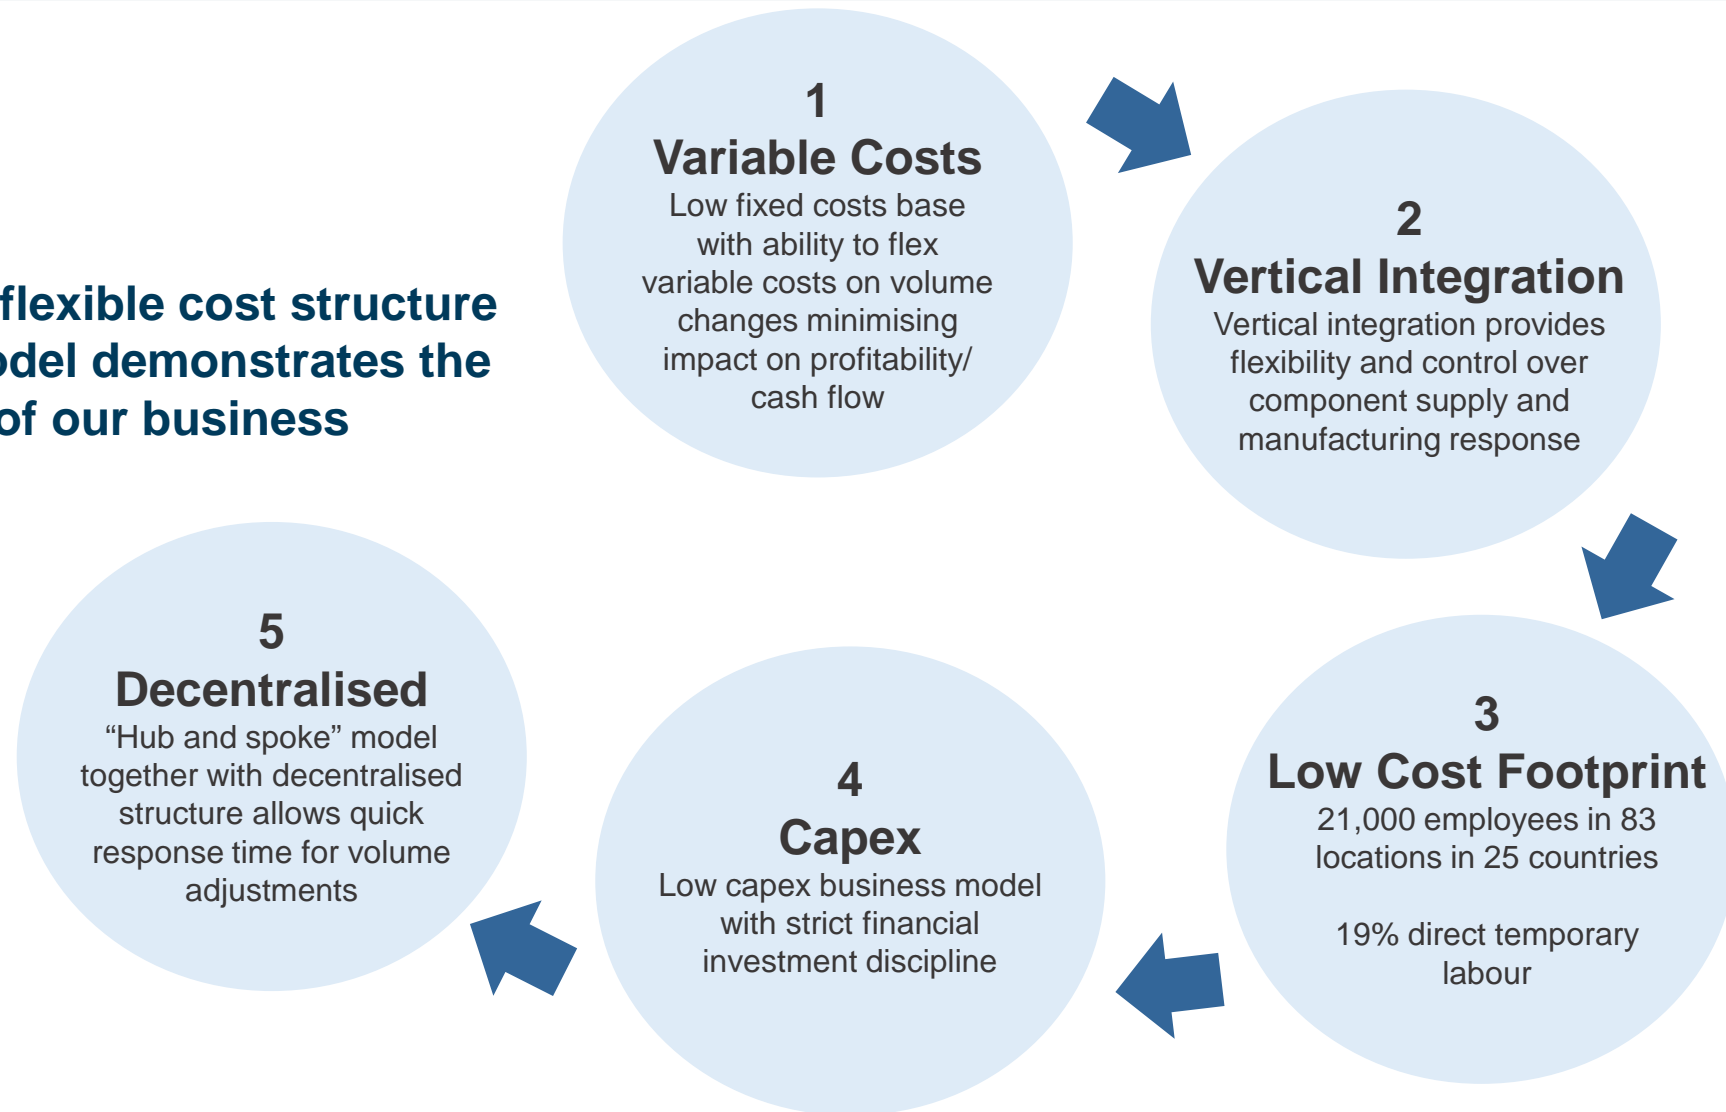 flexible cost structure
del demonstrates the
of our business
1
Variable Costs
Low fixed costs base
with ability to flex
variable costs on volume
changes minimising
impact on profitability/
cash flow
2
Vertical Integration
Vertical integration provides
flexibility and control over
component supply and
manufacturing response
3
Low Cost Footprint
21,000 employees in 83
locations in 25 countries
19% direct temporary
labour
4
Capex
Low capex business model
with strict financial
investment discipline
5
Decentralised
“Hub and spoke” model
together with decentralised
structure allows quick
response time for volume
adjustments